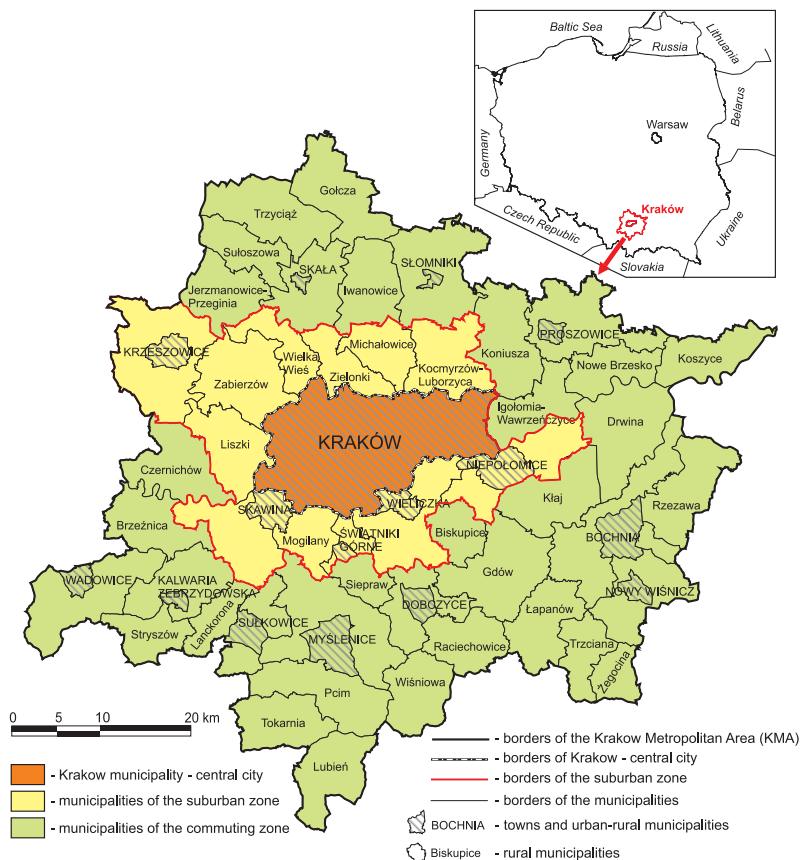 Baltic Sea
Russia
Lithuania
Belarus
Warsaw
Germany
Kraków
Czech Republic
Ukraine
Slovakia
Gołcza
Trzyciąż
Sułoszowa
SKAŁA
SŁOMNIKI
Jerzmanowice-
Przeginia
Iwanowice
KRZESZOWICE
Wielka
Wieś
Michałowice
Zielonki
Kocmyrzów-
Luborzyca
Koniusza
PROSZOWICE
Nowe Brzesko
Koszyce
Zabierzów
Igołomia-
Wawrzeńczyce
Drwina
Liszki
KRAKÓW
NIEPOŁOMICE
Czernichów
Kłaj
Rzezawa
SKAWINA
WIELICZKA
Brzeźnica
Mogilany
ŚWIĄTNIKI
GÓRNE
Biskupice
BOCHNIA
WADOWICE
KALWARIA
ZEBRZYDOWSKA
Siepraw
Gdów
NOWY WIŚNICZ
Lanckorona
SUŁKOWICE
DOBCZYCE
Łapanów
Stryszów
MYŚLENICE
Raciechowice
Trzciana
Żegocina
Wiśniowa
Pcim
Tokarnia
Lubień
0 5 10 20 km
- Krakow municipality - central city
- municipalities of the suburban zone
- municipalities of the commuting zone
- borders of the Krakow Metropolitan Area (KMA)
- borders of Krakow - central city
- borders of the suburban zone
- borders of the municipalities
BOCHNIA - towns and urban-rural municipalities
Biskupice - rural municipalities